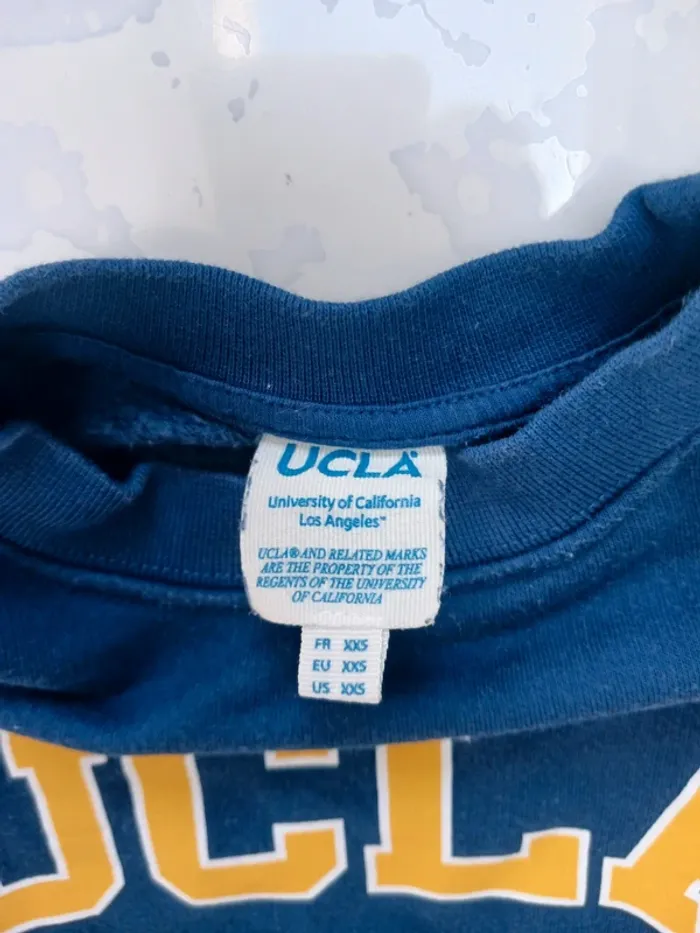 UCLA
University of California
Los Angeles™
UCLA® AND RELATED MARKS
ARE THE PROPERTY OF THE
REGENTS OF THE UNIVERSITY
OF CALIFORNIA
FR XXS
EU XXS
US XXS
UCLA